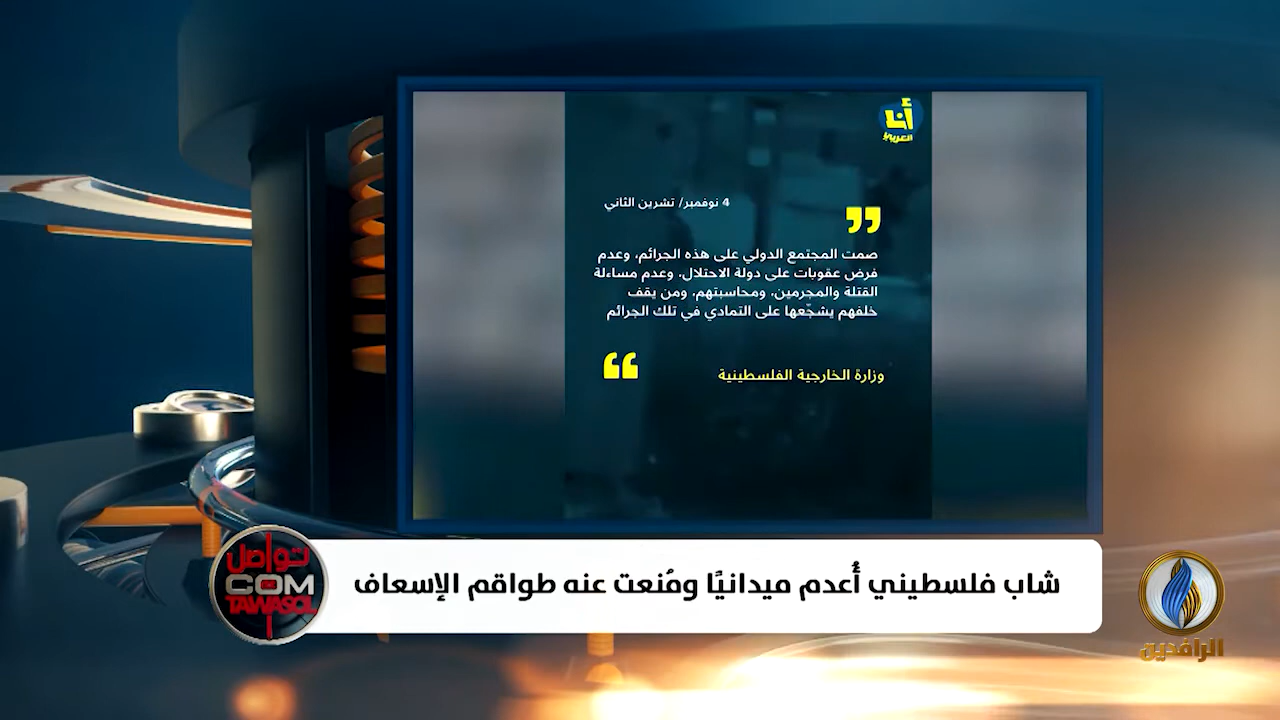 أنا
العربي
4 نوفمبر/ تشرين الثاني
صمت المجتمع الدولي على هذه الجرائم، وعدم
فرض عقوبات على دولة الاحتلال، وعدم مساءلة
القتلة والمجرمين، ومحاسبتهم، ومن يقف
خلفهم يشجّعها على التمادي في تلك الجرائم
وزارة الخارجية الفلسطينية
شاب فلسطيني أُعدم ميدانيًا ومُنعت عنه طواقم الإسعاف
تواصل
COM
TAWASOL
الرافدين